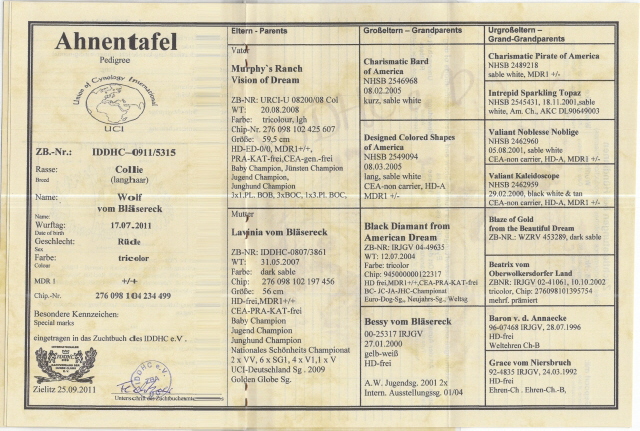 Ahnentafel
Pedigree
Union of Cynology International
UCI
ZB.-Nr.: IDDHC-0911/5315
Rasse: Collie
Breed (langhaar)
Name: Wolf
vom Bläsereck
Name:
Wurftag: 17.07.2011
Date of birth
Geschlecht: Rüde
Sex
Farbe: tricolor
Colour
MDR 1 +/+
Chip.-Nr. 276 098 104 234 499
Besondere Kennzeichen:
Special marks
eingetragen in das Zuchtbuch des IDDHC e.V .
IDDHC e.V.
ZBA
Zielitz 25.09.2011
Unterschrift der Zuchtbuchstelle
Eltern - Parents
Vater
Murphy's Ranch
Vision of Dream
ZB-NR: URCI-U 08200/08 Col
WT: 20.08.2008
Farbe: tricolour, lgh
Chip-Nr. 276 098 102 425 607
Größe: 59,5 cm
HD-ED-0/0, MDR1+/+,
PRA-KAT-frei,CEA-gen.-frei
Baby Champion, Jünsten Champion
Jugend Champion,
Junghund Champion
3x1.Pl. BOB, 3xBOC, 1x3.Pl. BOC,
Mutter
Lavinia vom Bläsereck
ZB-NR: IDDHC-0807/3861
WT: 31.05.2007
Farbe: dark sable
Chip: 276 098 102 197 456
Größe: 56 cm
HD-frei,MDR1+/+
CEA-PRA-KAT-frei
Baby Champion
Jugend Champion
Junghund Champion
Nationales Schönheits Championat
2 x VV, 6 x SG1, 4 x V1,1 x V
UCI-Deutschland Sg . 2009
Golden Globe Sg.
Großeltern – Grandparents
Charismatic Bard
of America
NHSB 2546968
08.02.2005
kurz, sable white
Designed Colored Shapes
of America
NHSB 2549094
08.03.2005
lang, sable white
CEA-non carrier, HD-A
MDR1 +/-
Black Diamant from
American Dream
ZB-NR: IRJGV 04-49635
WT: 12.07.2004
Farbe: tricolor
Chip: 945000000122317
HD frei,MDR1+/+,CEA-PRA-KAT-frei
BC- JC-JA-JHC-Championat
Euro-Dog-Sg., Neujahrs-Sg., Weltsg
Bessy vom Bläsereck
00-25317 IRJGV
27.01.2000
gelb-weiß
HD-frei
A.W. Jugendsg. 2001 2x
Intern. Ausstellungssg. 01/04
Urgroßeltern –
Grand-Grandparents
Charismatic Pirate of America
NHSB 2489218
sable white, MDR1 +/-
Intrepid Sparkling Topaz
NHSB 2545431, 18.11.2001,sable
white, Am. Ch., AKC DL90649003
Valiant Noblesse Noblige
NHSB 2462960
05.08.2001, sable white
CEA-non carrier, HD-A, MDR1 +/-
Valiant Kaleidoscope
NHSB 2462959
29.02.2000, black white & tan
CEA-non carrier, HD-A, MDR1 +/-
Blaze of Gold
from the Beautiful Dream
ZB-NR.: WZRV 453289, dark sable
Beatrix vom
Oberwolkersdorfer Land
ZBNR: IRJGV 02-41061, 10.10.2002
tricolor, Chip: 276098101395754
mehrf. prämiert
Baron v. d. Annaecke
96-07468 IRJGV, 28.07.1996
HD-frei
Weltehren Ch-B
Grace vom Niersbruch
92-4835 IRJGV, 24.03.1992
HD-frei
Ehren-Ch . Ehren-Ch.-B,